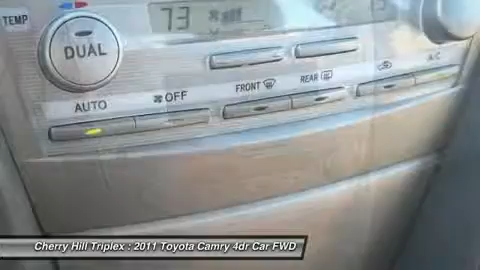 73
TEMP
DUAL
AUTO
OFF
FRONT
REAR
A/C
Cherry Hill Triplex : 2011 Toyota Camry 4dr Car FWD